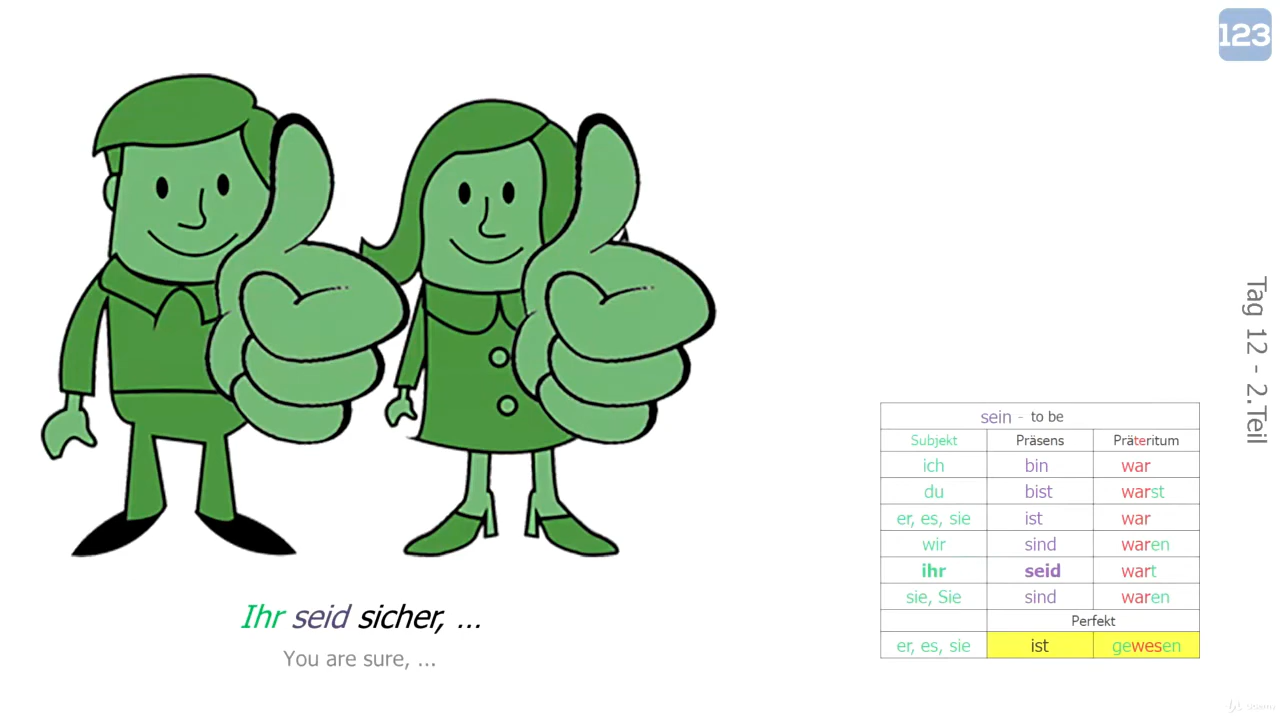 123
Tag 12 - 2.Teil
sein - to be
Subjekt Präsens Präteritum
ich bin war
du bist warst
er, es, sie ist war
wir sind waren
ihr seid wart
sie, Sie sind waren
Perfekt
er, es, sie ist gewesen
Ihr seid sicher, ...
You are sure, ...